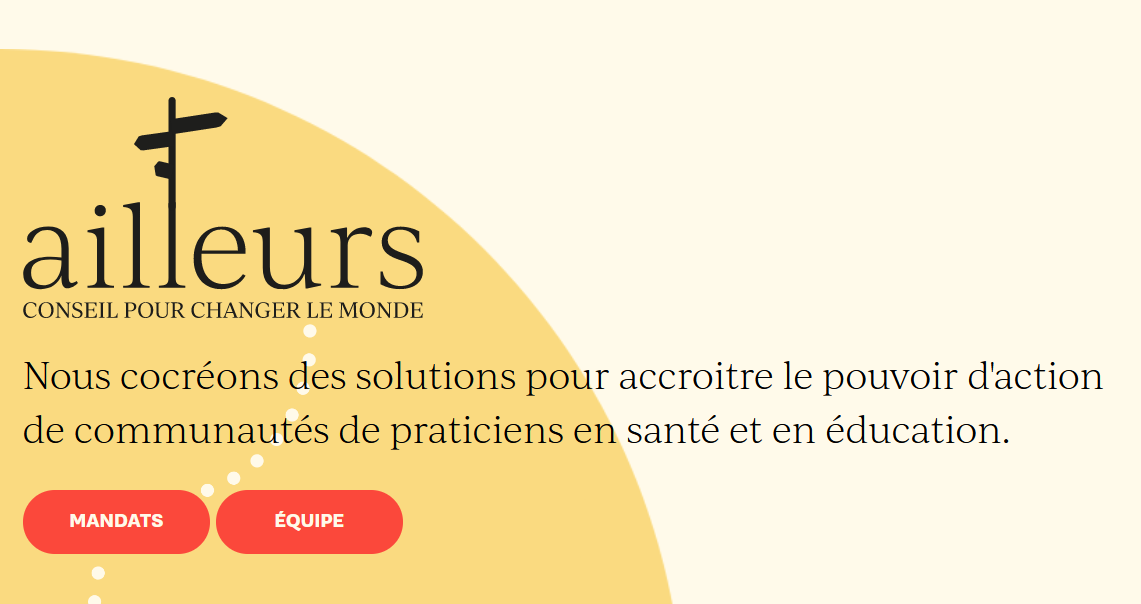 ailleurs
CONSEIL POUR CHANGER LE MONDE
Nous cocréons des solutions pour accroitre le pouvoir d'action
de communautés de praticiens en santé et en éducation.
MANDATS
ÉQUIPE